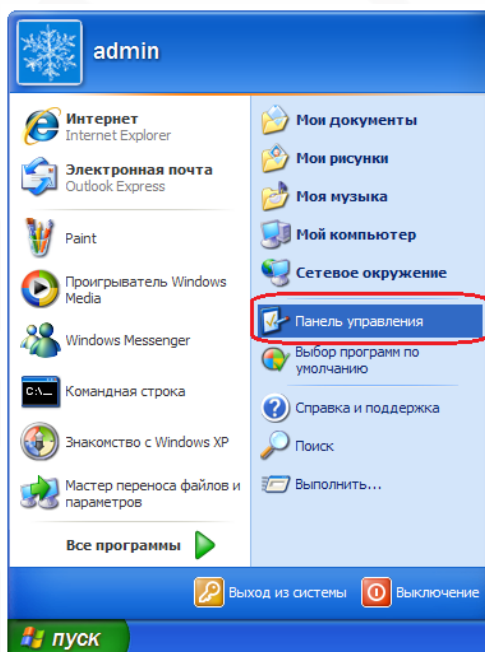 admin
Интернет
Internet Explorer
Электронная почта
Outlook Express
Paint
Проигрыватель Windows
Media
Windows Messenger
C:\_
Командная строка
Знакомство с Windows XP
Мастер переноса файлов и
параметров
Все программы
Мои документы
Мои рисунки
Моя музыка
Мой компьютер
Сетевое окружение
Панель управления
Выбор программ по
умолчанию
Справка и поддержка
Поиск
Выполнить...
Выход из системы
Выключение
пуск